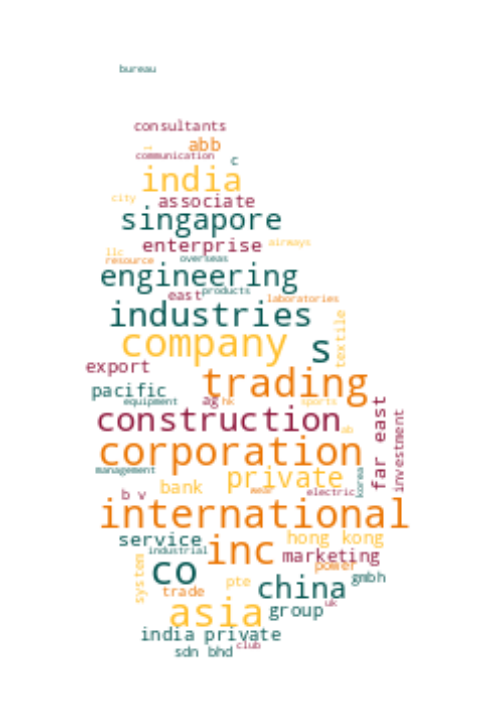 bureau
consultants
abb
communication
c
india
city
associate
singapore
enterprise
airways
llc
resource
overseas
engineering
east
products
laboratories
industries
company
s
textile
export
trading
pacific
equipment
ag
hk
sports
construction
ab
far east
investment
corporation
management
private
korea
bank
wear
b v
electric
international
service
hong kong
industrial
inc
marketing
power
system
co
gmbh
pte
china
trade
asia
group
uk
india private
club
sdn bhd